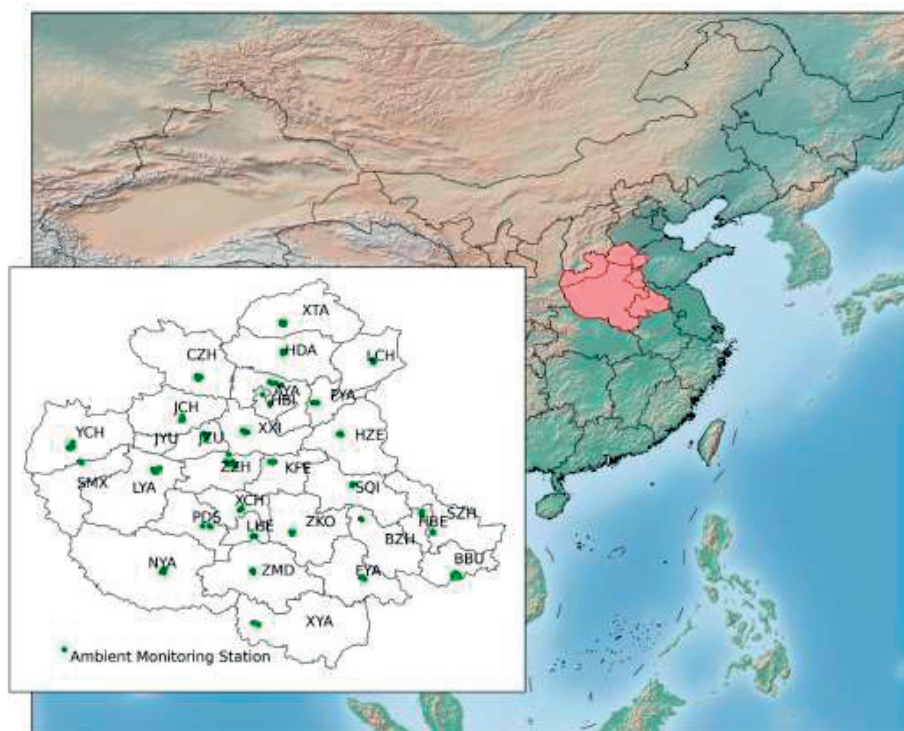 XTA
HDA
CZH
LCH
AYA
HBI
FYA
JCH
YCH
JYU
JZU
XXI
HZE
SMX
LYA
ZZH
KFE
SQI
XCH
PDS
LHE
ZKO
HBE
SZH
BZH
BBU
NYA
ZMD
FYA
XYA
Ambient Monitoring Station